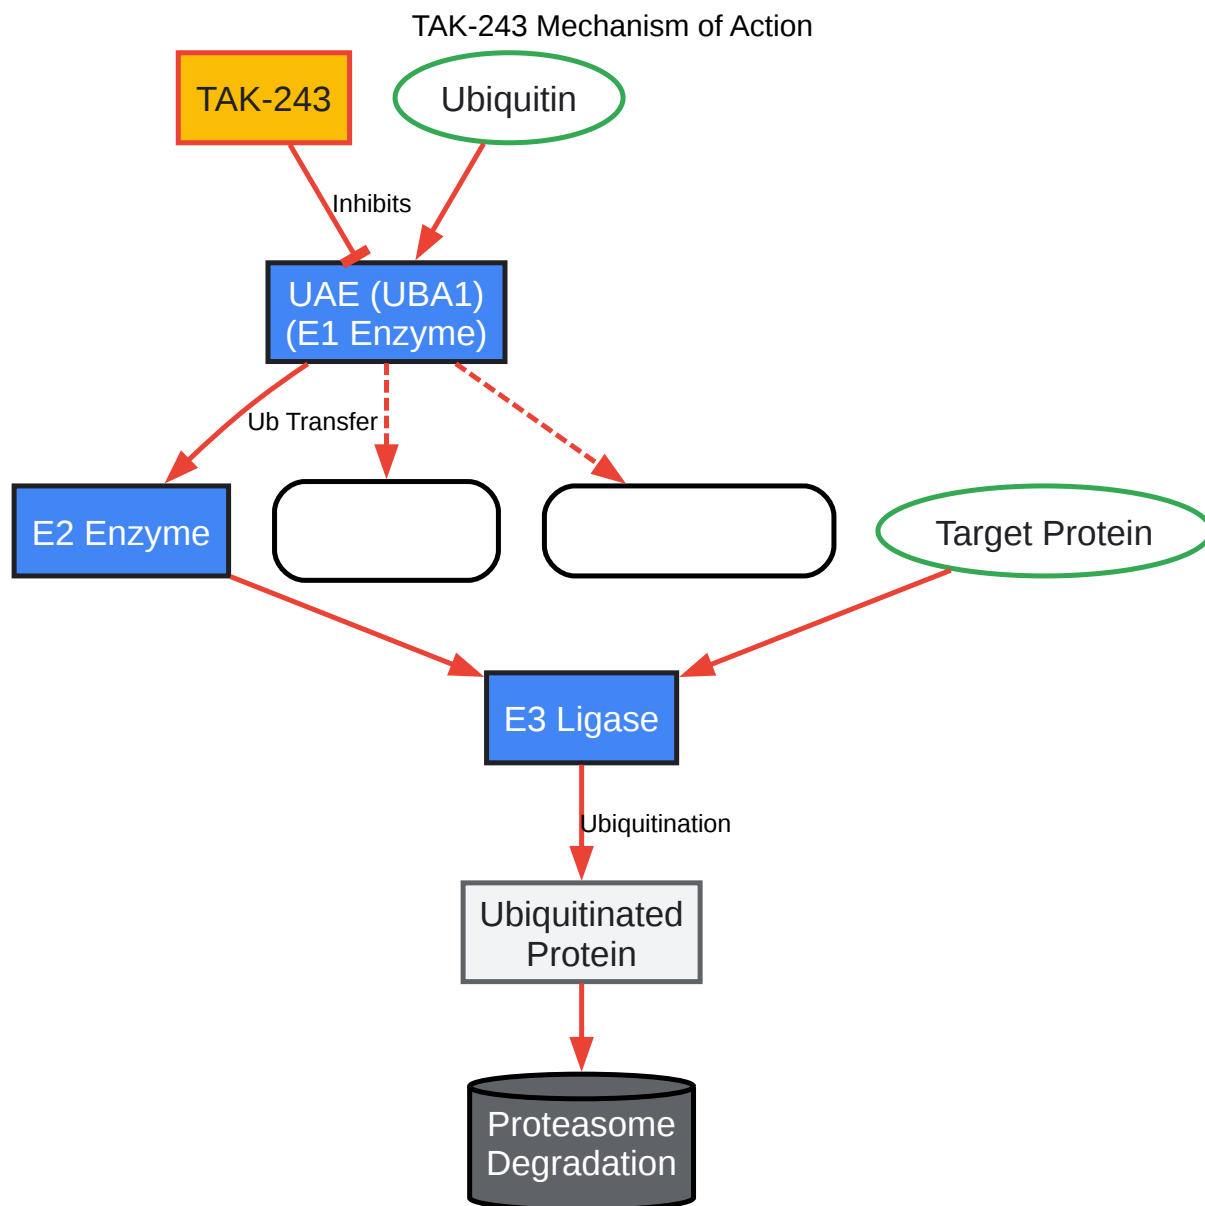 TAK-243 Mechanism of Action
TAK-243
Ubiquitin
Inhibits
UAE (UBA1)
(E1 Enzyme)
Ub Transfer
E2 Enzyme
Target Protein
E3 Ligase
Ubiquitination
Ubiquitinated
Protein
Proteasome
Degradation